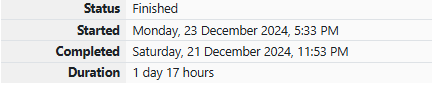 Status Finished
Started Monday, 23 December 2024, 5:33 PM
Completed Saturday, 21 December 2024, 11:53 PM
Duration 1 day 17 hours